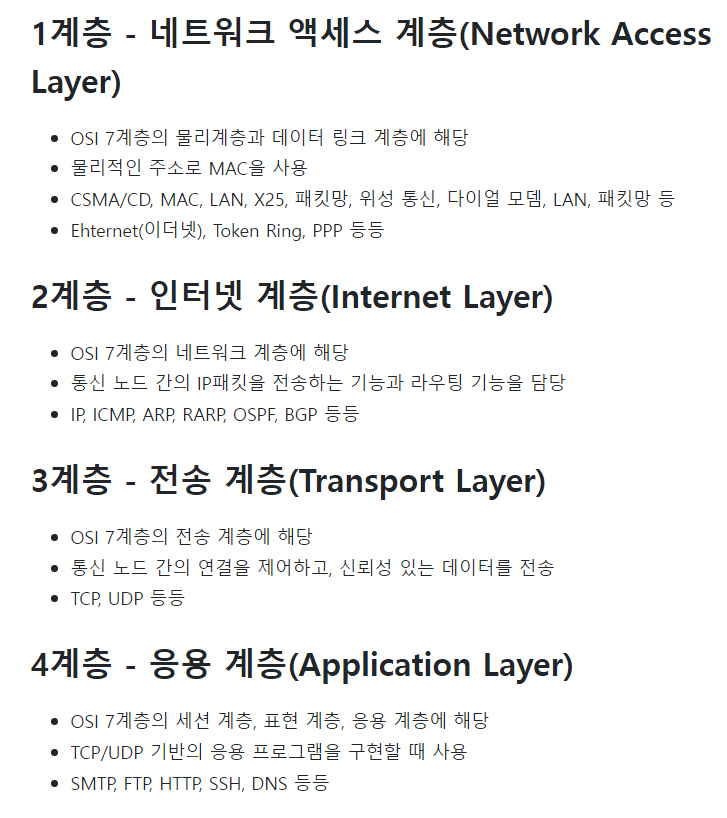 1계층 - 네트워크 액세스 계층(Network Access
Layer)
• OSI 7계층의 물리계층과 데이터 링크 계층에 해당
• 물리적인 주소로 MAC을 사용
• CSMA/CD, MAC, LAN, X25, 패킷망, 위성 통신, 다이얼 모뎀, LAN, 패킷망 등
• Ehternet(이더넷), Token Ring, PPP 등등
2계층 - 인터넷 계층(Internet Layer)
• OSI 7계층의 네트워크 계층에 해당
• 통신 노드 간의 IP패킷을 전송하는 기능과 라우팅 기능을 담당
• IP, ICMP, ARP, RARP, OSPF, BGP 등등
3계층 - 전송 계층(Transport Layer)
• OSI 7계층의 전송 계층에 해당
• 통신 노드 간의 연결을 제어하고, 신뢰성 있는 데이터를 전송
• TCP, UDP 등등
4계층 - 응용 계층(Application Layer)
• OSI 7계층의 세션 계층, 표현 계층, 응용 계층에 해당
• TCP/UDP 기반의 응용 프로그램을 구현할 때 사용
• SMTP, FTP, HTTP, SSH, DNS 등등